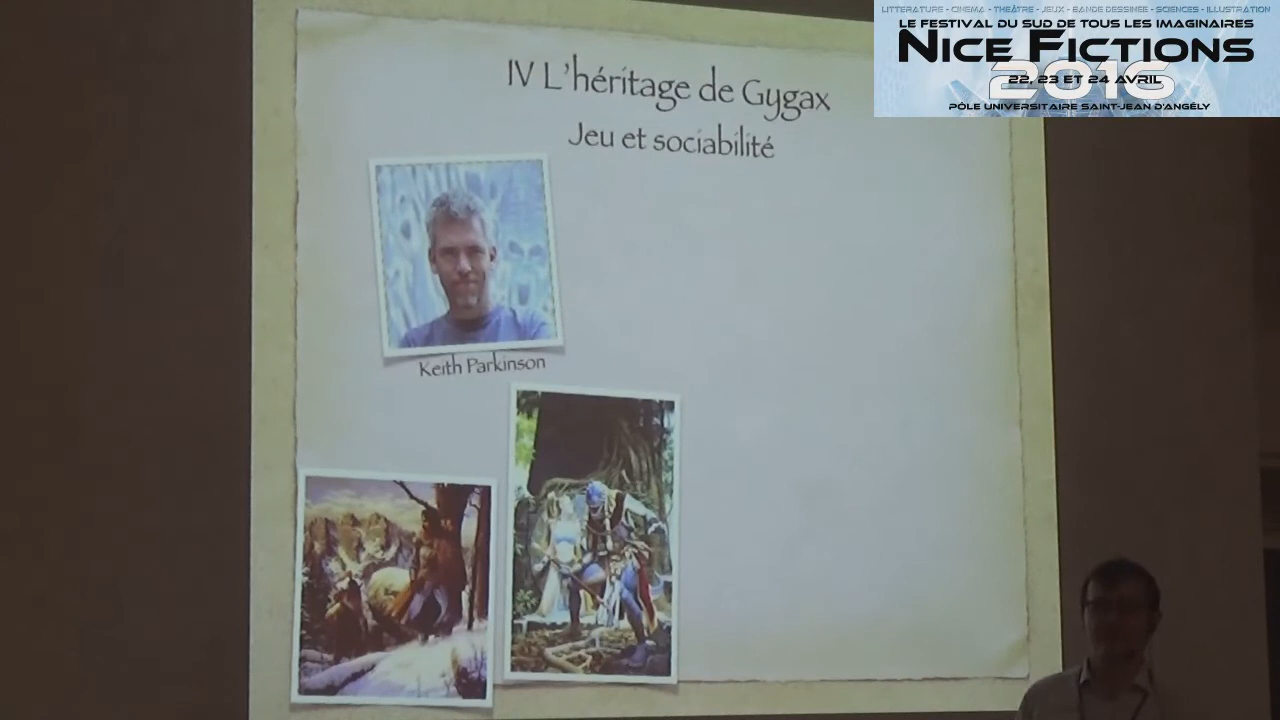 LITTÉRATURE - CINÉMA - THÉÂTRE - JEUX - BANDE DESSINÉE - SCIENCES - ILLUSTRATION
LE FESTIVAL DU SUD DE TOUS LES IMAGINAIRES
NICE FICTIONS
2016
22, 23 ET 24 AVRIL
PÔLE UNIVERSITAIRE SAINT-JEAN D'ANGÉLY
IV L'héritage de Gygax
Jeu et sociabilité
Keith Parkinson